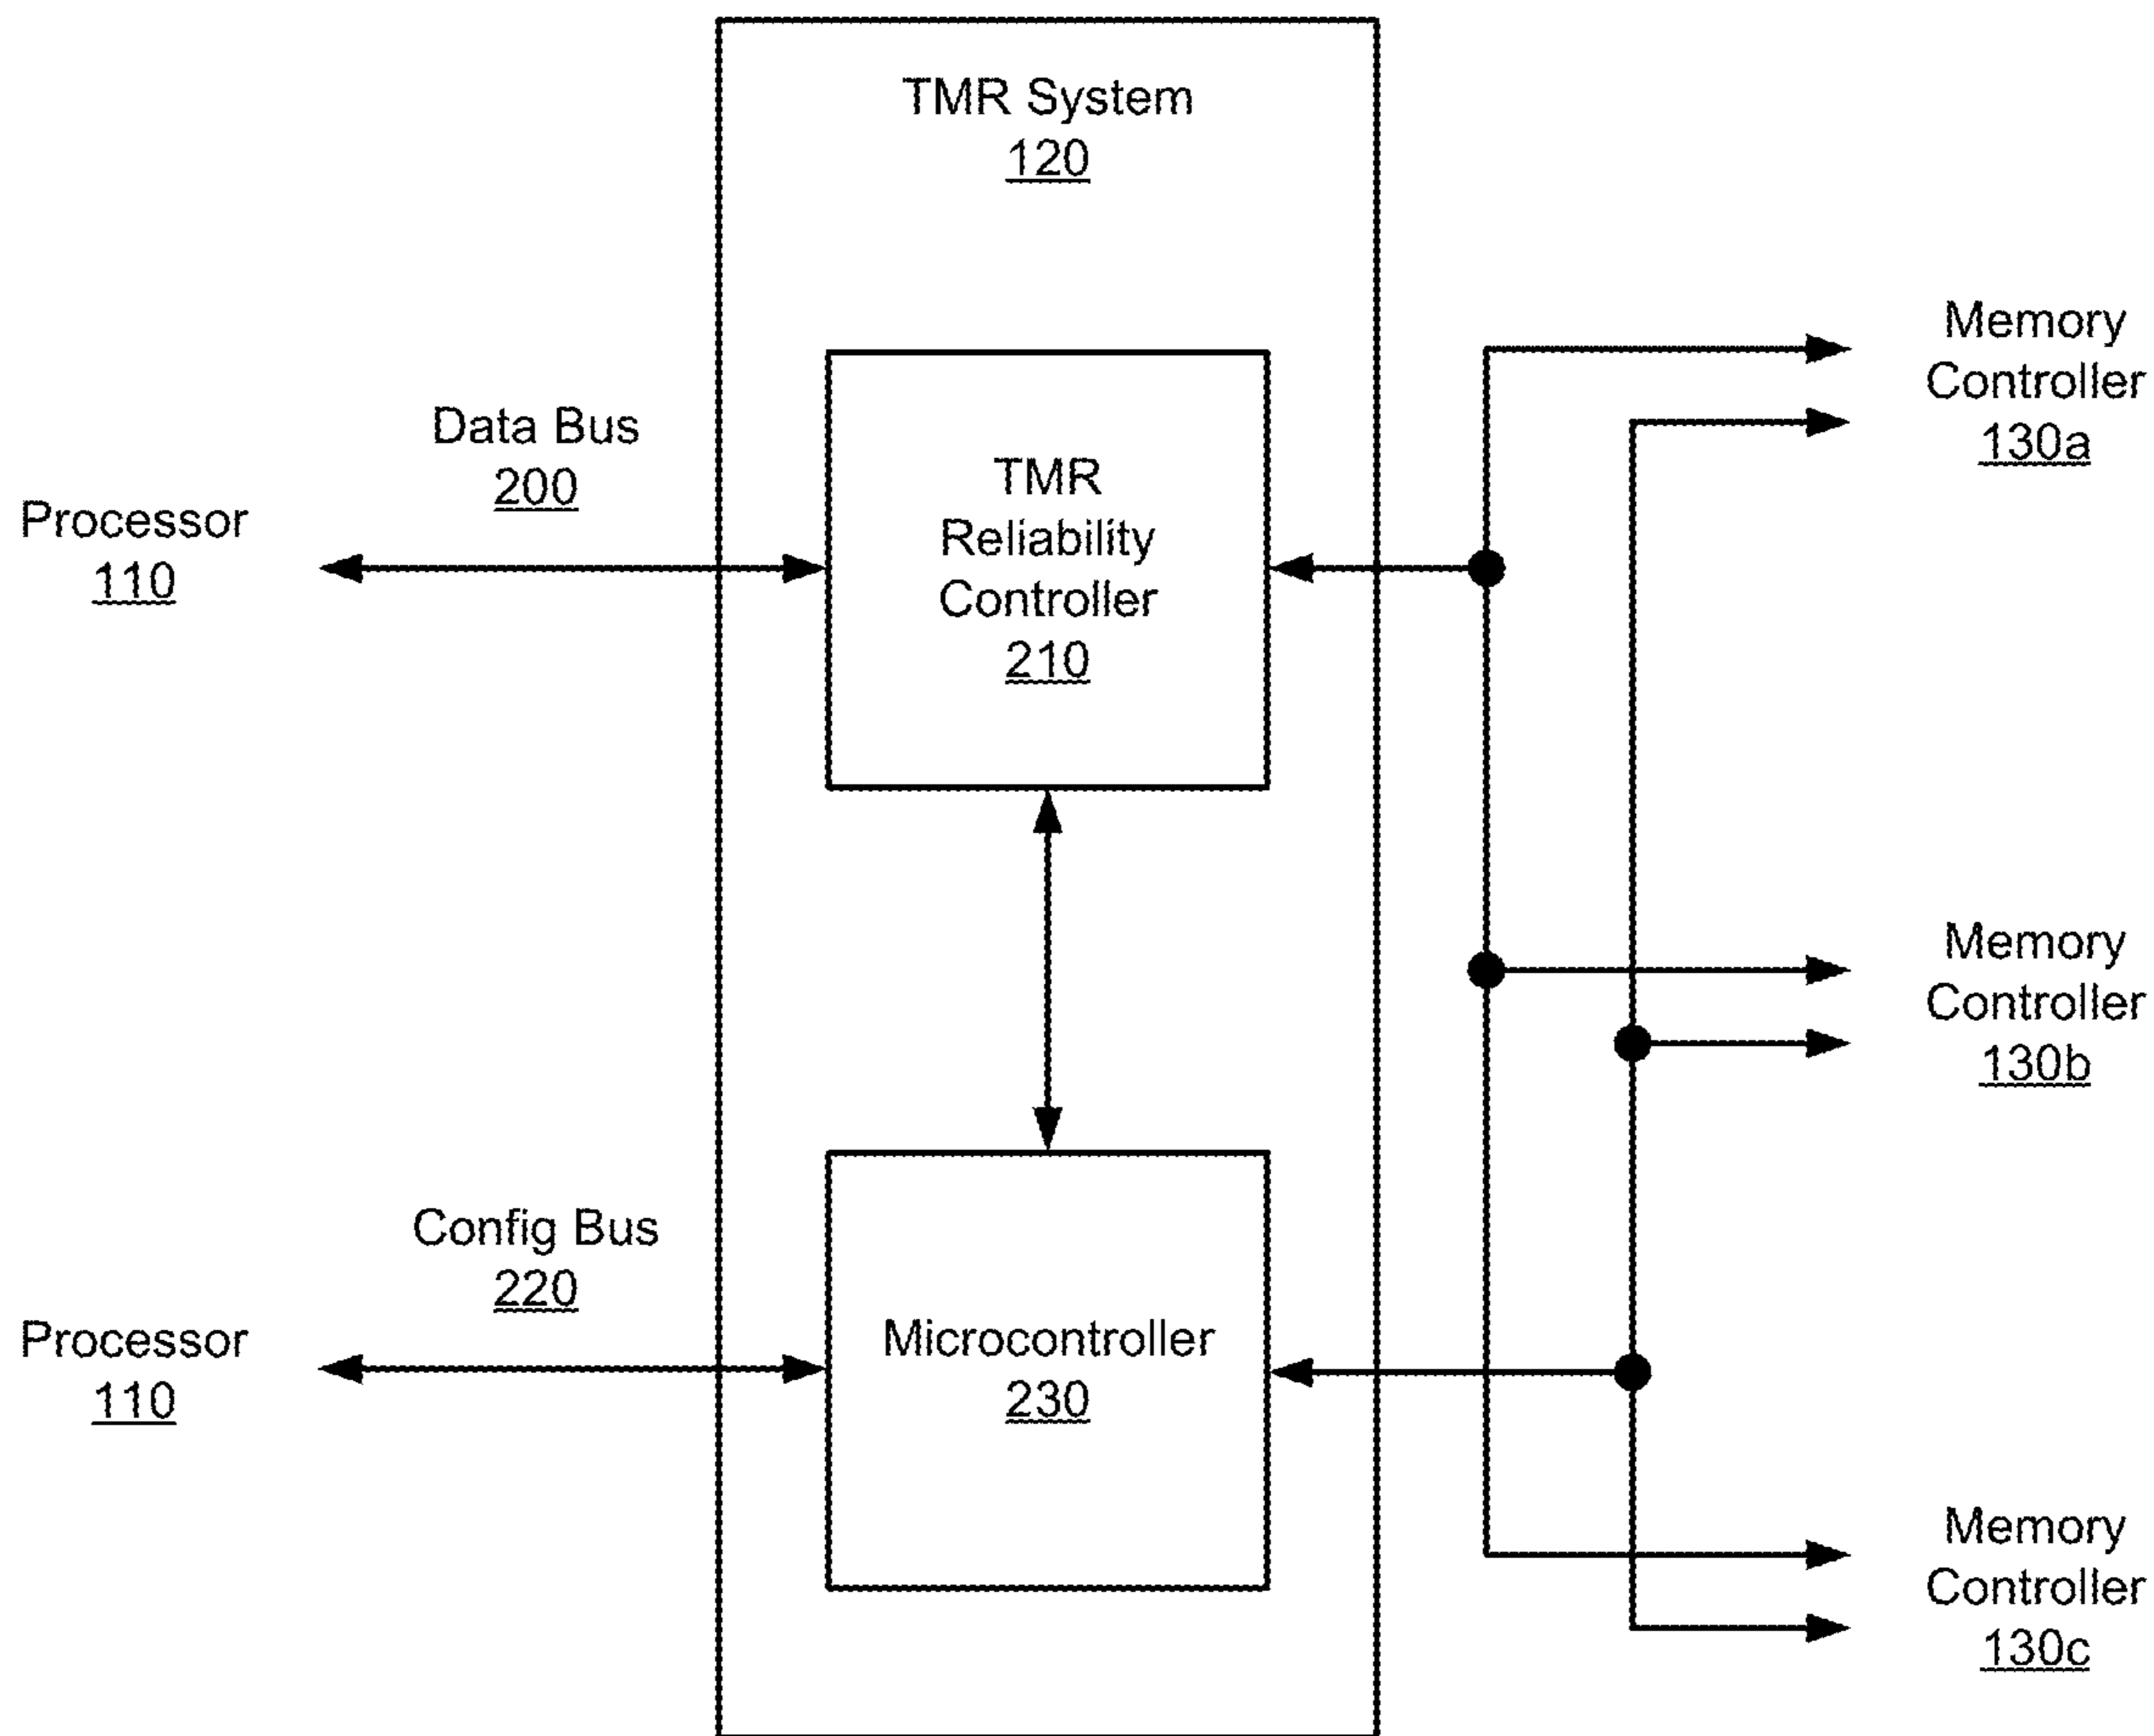 TMR System
120
Memory
Controller
130a
Data Bus
200
TMR
Reliability
Controller
210
Processor
110
Memory
Controller
130b
Config Bus
220
Processor
110
Microcontroller
230
Memory
Controller
130c